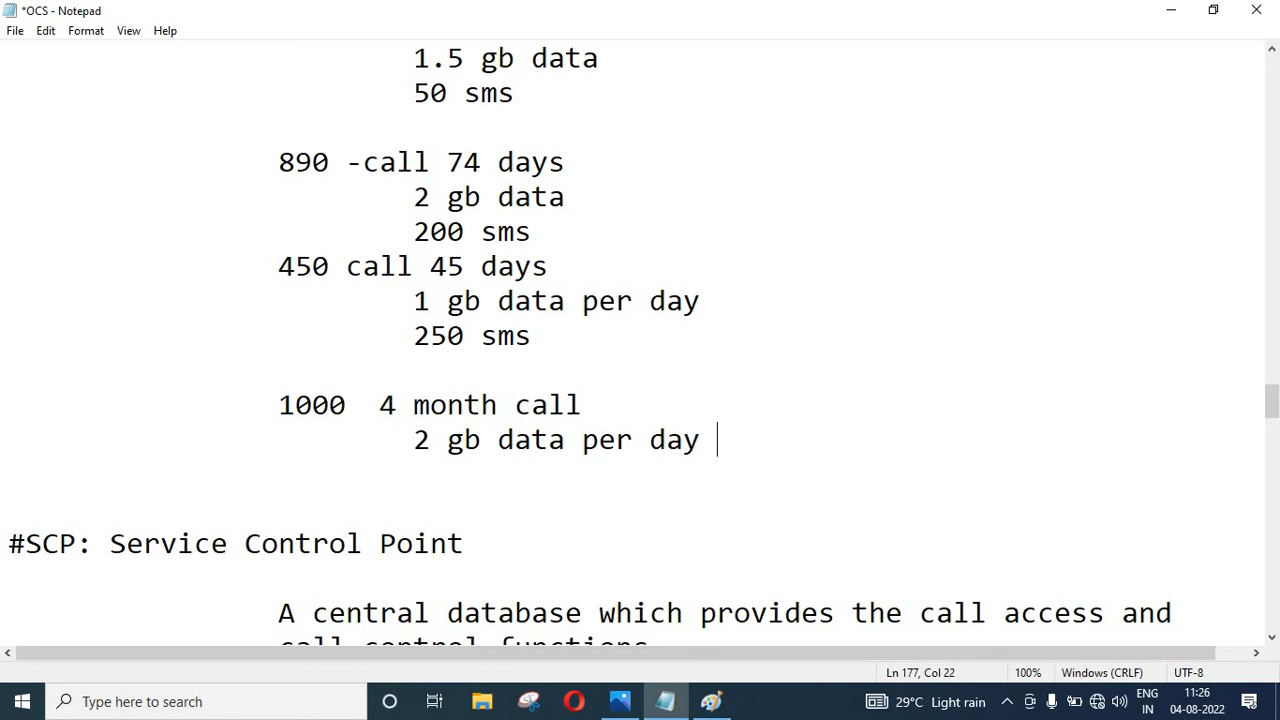 *OCS - Notepad
File Edit Format View Help
1.5 gb data
50 sms
890 -call 74 days
2 gb data
200 sms
450 call 45 days
1 gb data per day
250 sms
1000 4 month call
2 gb data per day
#SCP: Service Control Point
A central database which provides the call access and
call control functions
Ln 177, Col 22 100% Windows (CRLF) UTF-8
Type here to search 29°C Light rain ENG 11:26
IN 04-08-2022